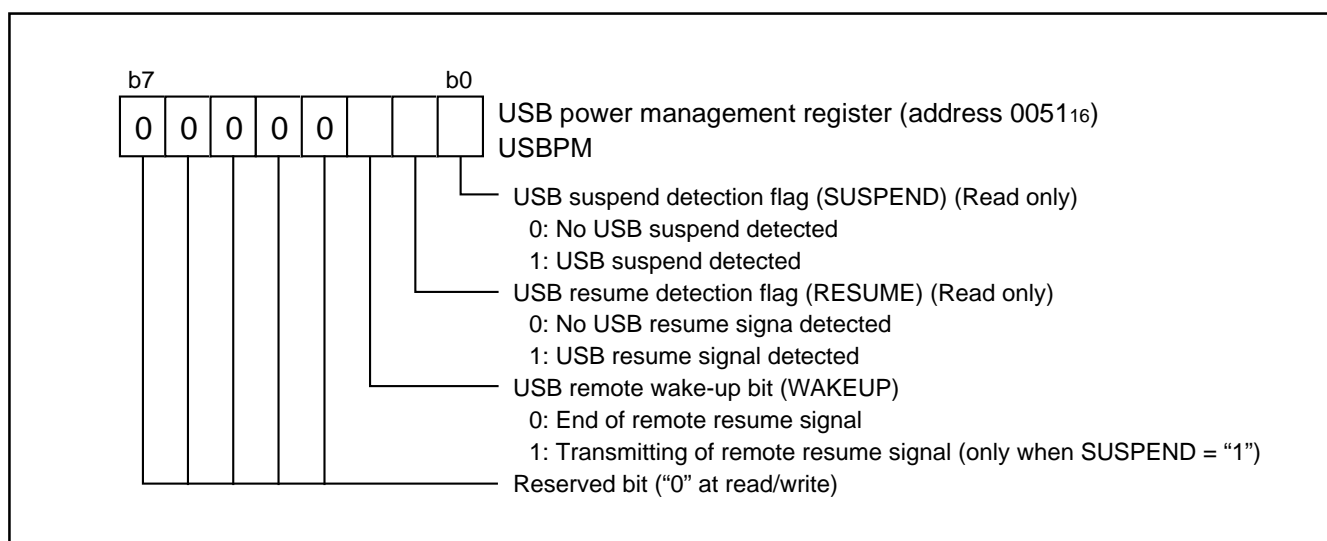 b7 b0
0 0 0 0 0
USB power management register (address 0051₁₆)
USBPM
USB suspend detection flag (SUSPEND) (Read only)
0: No USB suspend detected
1: USB suspend detected
USB resume detection flag (RESUME) (Read only)
0: No USB resume signa detected
1: USB resume signal detected
USB remote wake-up bit (WAKEUP)
0: End of remote resume signal
1: Transmitting of remote resume signal (only when SUSPEND = “1”)
Reserved bit (“0” at read/write)